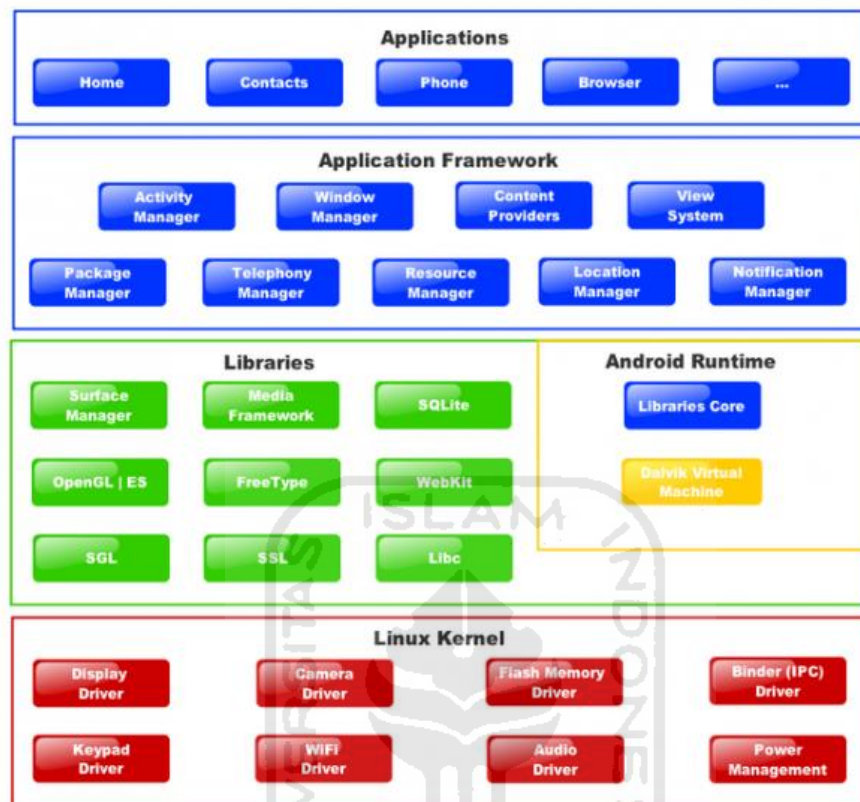 Applications
Home
Contacts
Phone
Browser
...
Application Framework
Activity
Manager
Window
Manager
Content
Providers
View
System
Package
Manager
Telephony
Manager
Resource
Manager
Location
Manager
Notification
Manager
Libraries
Surface
Manager
Media
Framework
SQLite
OpenGL | ES
FreeType
WebKit
SGL
SSL
Libc
Android Runtime
Libraries Core
Dalvik Virtual
Machine
Linux Kernel
Display
Driver
Camera
Driver
Flash Memory
Driver
Binder (IPC)
Driver
Keypad
Driver
WiFi
Driver
Audio
Driver
Power
Management
ISLAM